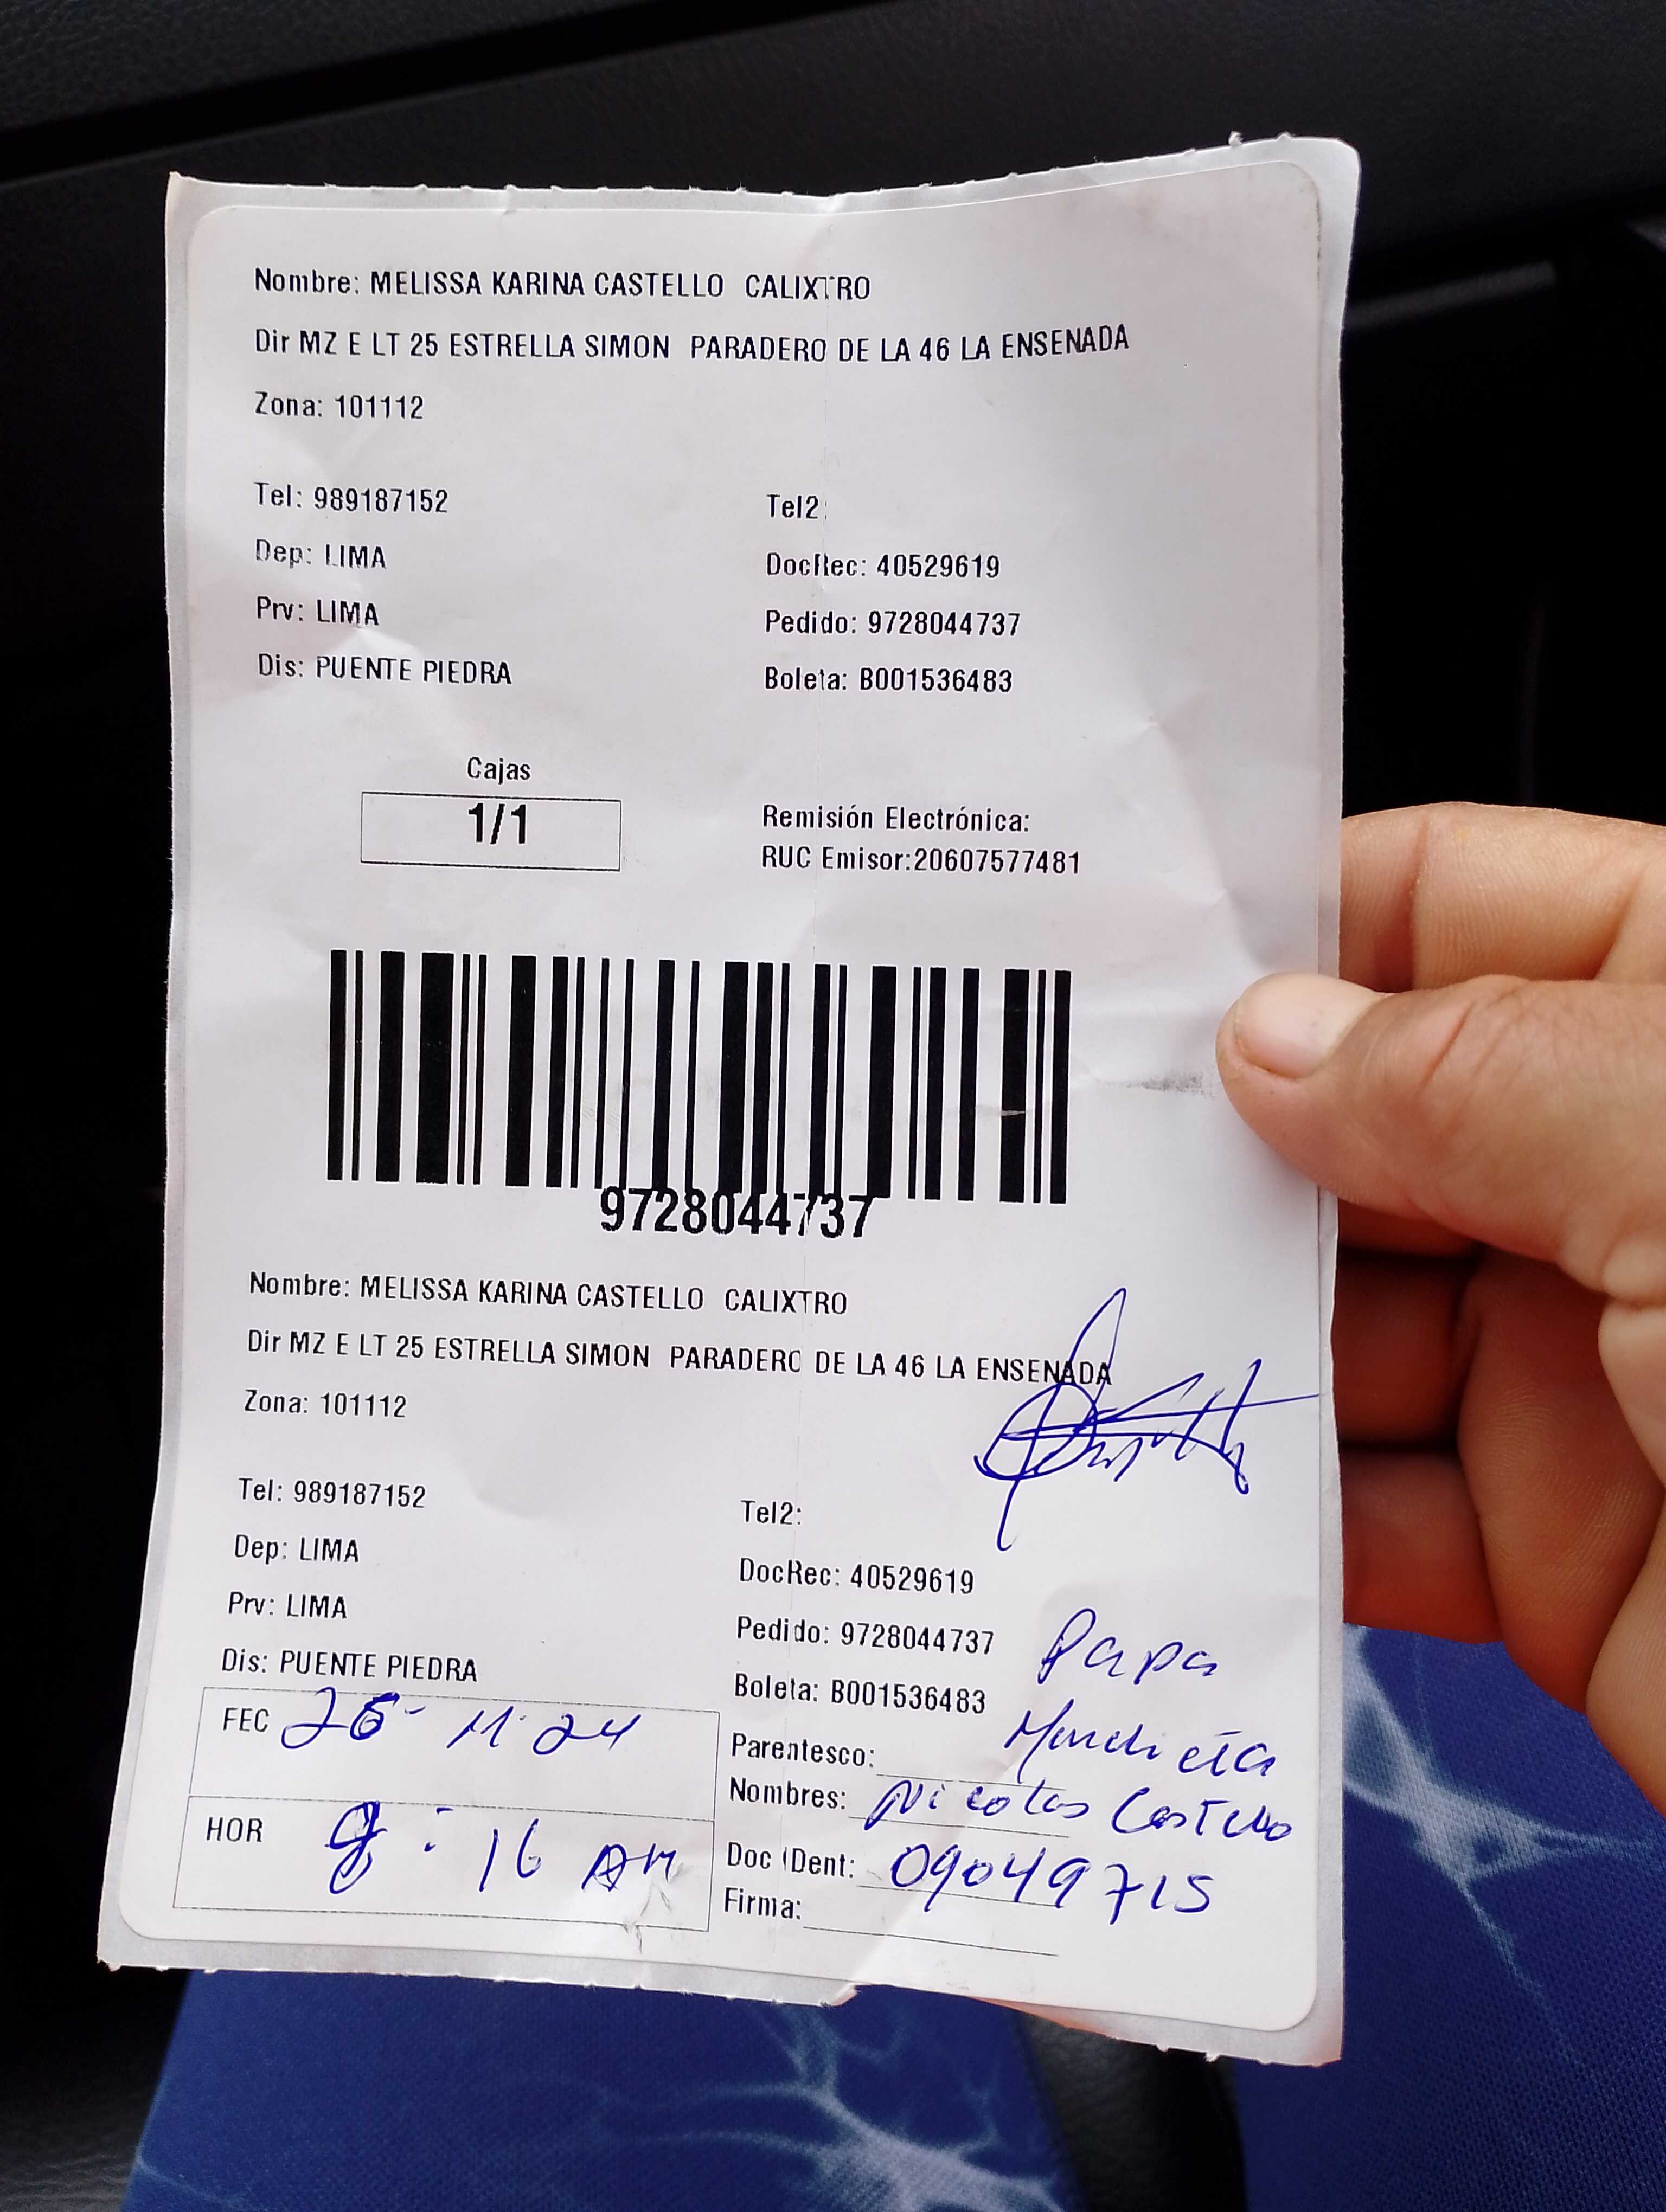 Nombre: MELISSA KARINA CASTELLO CALIXTRO
Dir MZ E LT 25 ESTRELLA SIMON PARADERO DE LA 46 LA ENSENADA
Zona: 101112
Tel: 989187152
Tel2:
Dep: LIMA
DocRec: 40529619
Prv: LIMA
Pedido: 9728044737
Dis: PUENTE PIEDRA
Boleta: B001536483
Cajas
1/1
Remisión Electrónica:
RUC Emisor:20607577481
9728044737
Nombre: MELISSA KARINA CASTELLO CALIXTRO
Dir MZ E LT 25 ESTRELLA SIMON PARADERO DE LA 46 LA ENSENADA
Zona: 101112
Tel: 989187152
Tel2:
Dep: LIMA
DocRec: 40529619
Prv: LIMA
Pedido: 9728044737
Dis: PUENTE PIEDRA
Boleta: B001536483
Papa
FEC 26-11-24
Parentesco:
Nombres: Nicolas Castello
HOR : 16 AM
Doc IDent: 09049715
Firma: